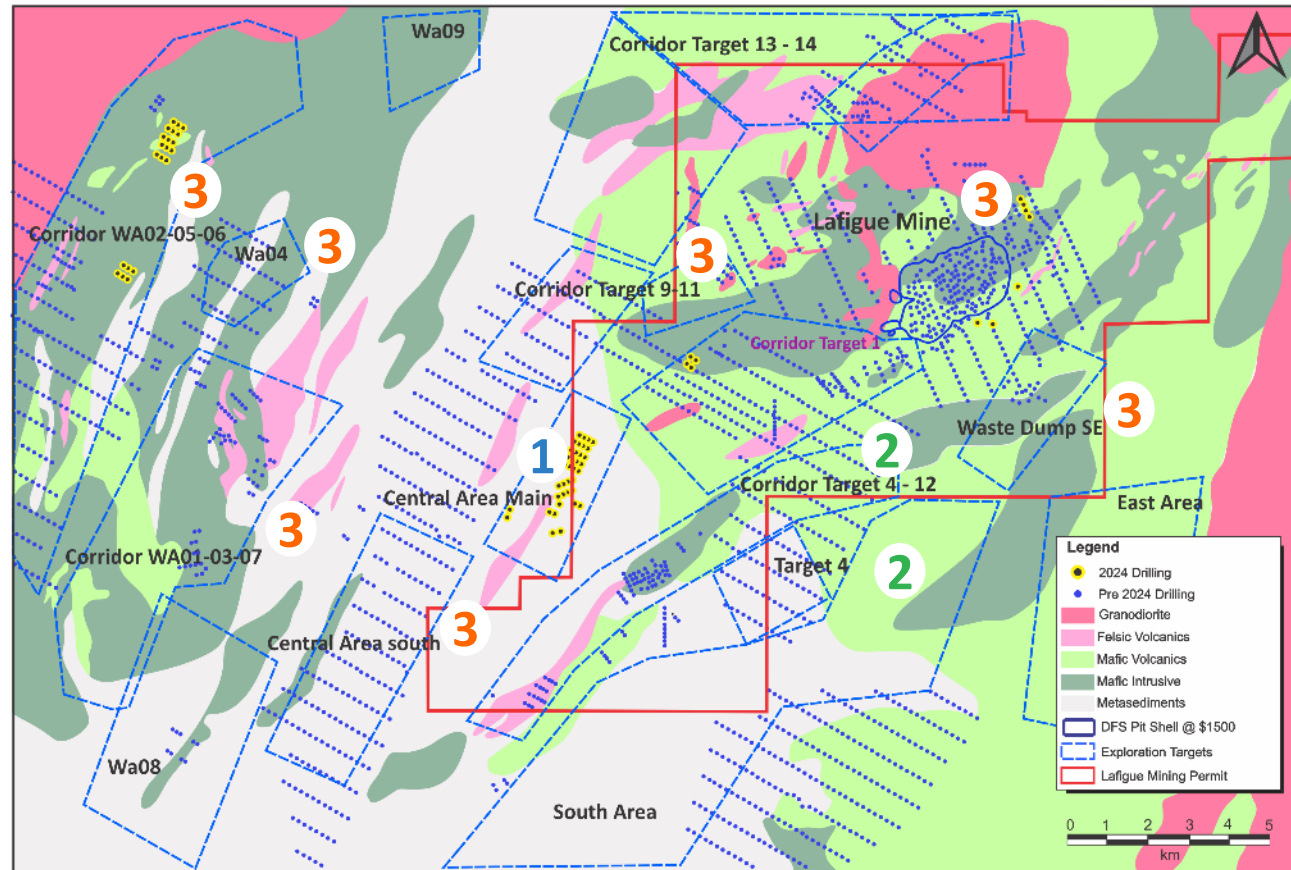 Wa09
Corridor Target 13 - 14
3
3
Lafigue Mine
Corridor WA02-05-06
Wa04
3
3
Corridor Target 9-11
Corridor Target 1
3
Waste Dump SE
1
2
Central Area Main
Corridor Target 4 - 12
East Area
3
Corridor WA01-03-07
Target 4
2
Central Area south
3
Wa08
South Area
Legend
2024 Drilling
Pre 2024 Drilling
Granodiorite
Felsic Volcanics
Mafic Volcanics
Mafic Intrusive
Metasediments
DFS Pit Shell @ $1500
Exploration Targets
Lafigue Mining Permit
0 1 2 3 4 5
km